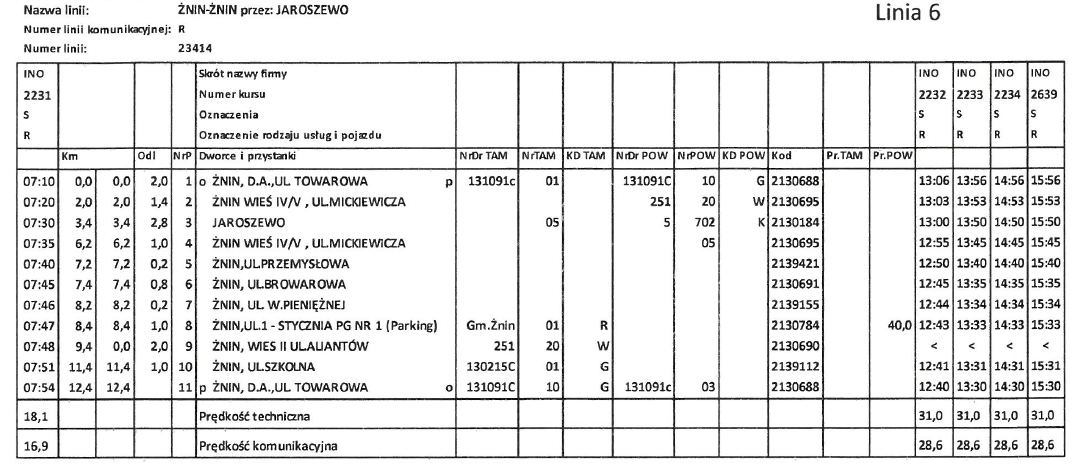 Nazwa linii: ŻNIN-ŻNIN przez: JAROSZEWO Linia 6
Numer linii komunikacyjnej: R
Numer linii: 23414
INO Skrót nazwy firmy INO INO INO INO
2231 Numer kursu 2232 2233 2234 2639
S Oznaczenia S S S S
R Oznaczenie rodzaju usług i pojazdu R R R R
Km Odl NrP Dworce i przystanki NrDr TAM NrTAM KD TAM NrDr POW NrPOW KD POW Kod Pr.TAM Pr.POW
07:10 0,0 0,0 2,0 1 o ŻNIN, D.A.,UL TOWAROWA p 131091c 01 131091C 10 G 2130688 13:06 13:56 14:56 15:56
07:20 2,0 2,0 1,4 2 ŻNIN WIEŚ IV/V , UL.MICKIEWICZA 251 20 W 2130695 13:03 13:53 14:53 15:53
07:30 3,4 3,4 2,8 3 JAROSZEWO 05 5 702 K 2130184 13:00 13:50 14:50 15:50
07:35 6,2 6,2 1,0 4 ŻNIN WIEŚ IV/V , UL.MICKIEWICZA 05 2130695 12:55 13:45 14:45 15:45
07:40 7,2 7,2 0,2 5 ŻNIN,UL.PRZEMYSŁOWA 2139421 12:50 13:40 14:40 15:40
07:45 7,4 7,4 0,8 6 ŻNIN, UL.BROWAROWA 2130691 12:45 13:35 14:35 15:35
07:46 8,2 8,2 0,2 7 ŻNIN, UL. W.PIENIĘŻNEJ 2139155 12:44 13:34 14:34 15:34
07:47 8,4 8,4 1,0 8 ŻNIN,UL.1 - STYCZNIA PG NR 1 (Parking) Gm.Żnin 01 R 2130784 40,0 12:43 13:33 14:33 15:33
07:48 9,4 0,0 2,0 9 ŻNIN, WIES II UL.ALIANTÓW 251 20 W 2130690 < < < <
07:51 11,4 11,4 1,0 10 ŻNIN, UL.SZKOLNA 130215C 01 G 2139112 12:41 13:31 14:31 15:31
07:54 12,4 12,4 11 p ŻNIN, D.A.,UL TOWAROWA o 131091C 10 G 131091c 03 2130688 12:40 13:30 14:30 15:30
18,1 Prędkość techniczna 31,0 31,0 31,0 31,0
16,9 Prędkość komunikacyjna 28,6 28,6 28,6 28,6